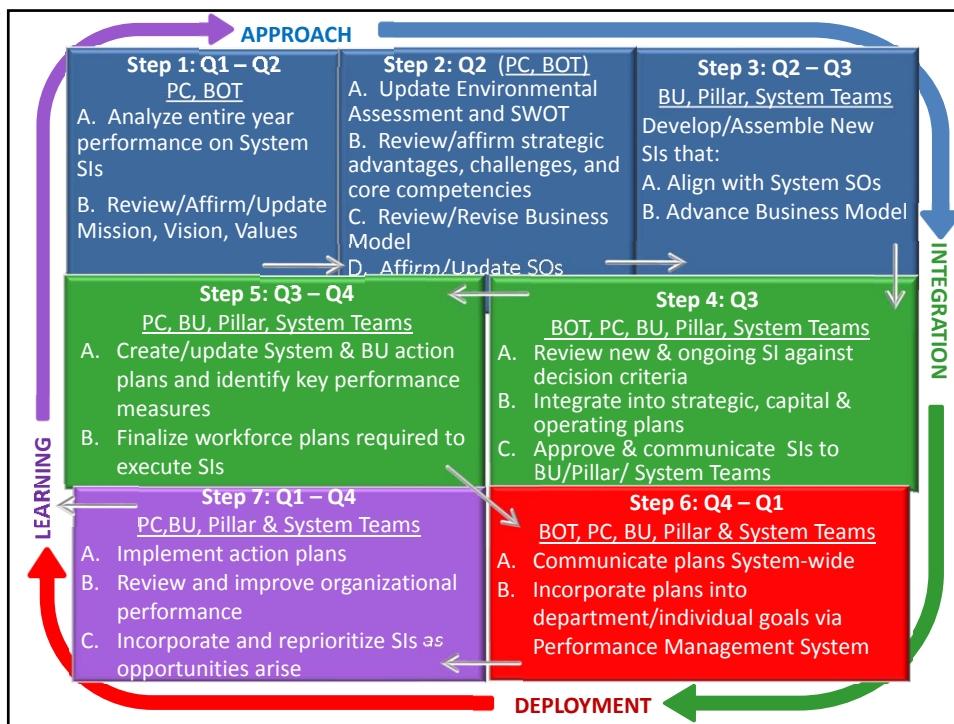 APPROACH
Step 1: Q1 – Q2
PC, BOT
A. Analyze entire year
performance on System
SIs
B. Review/Affirm/Update
Mission, Vision, Values
Step 2: Q2 (PC, BOT)
A. Update Environmental
Assessment and SWOT
B. Review/affirm strategic
advantages, challenges, and
core competencies
C. Review/Revise Business
Model
D. Affirm/Update SOs
Step 3: Q2 – Q3
BU, Pillar, System Teams
Develop/Assemble New
SIs that:
A. Align with System SOs
B. Advance Business Model
INTEGRATION
Step 4: Q3
BOT, PC, BU, Pillar, System Teams
A. Review new & ongoing SI against
decision criteria
B. Integrate into strategic, capital &
operating plans
C. Approve & communicate SIs to
BU/Pillar/ System Teams
Step 5: Q3 – Q4
PC, BU, Pillar, System Teams
A. Create/update System & BU action
plans and identify key performance
measures
B. Finalize workforce plans required to
execute SIs
Step 6: Q4 – Q1
BOT, PC, BU, Pillar & System Teams
A. Communicate plans System-wide
B. Incorporate plans into
department/individual goals via
Performance Management System
Step 7: Q1 – Q4
PC,BU, Pillar & System Teams
A. Implement action plans
B. Review and improve organizational
performance
C. Incorporate and reprioritize SIs as
opportunities arise
LEARNING
DEPLOYMENT